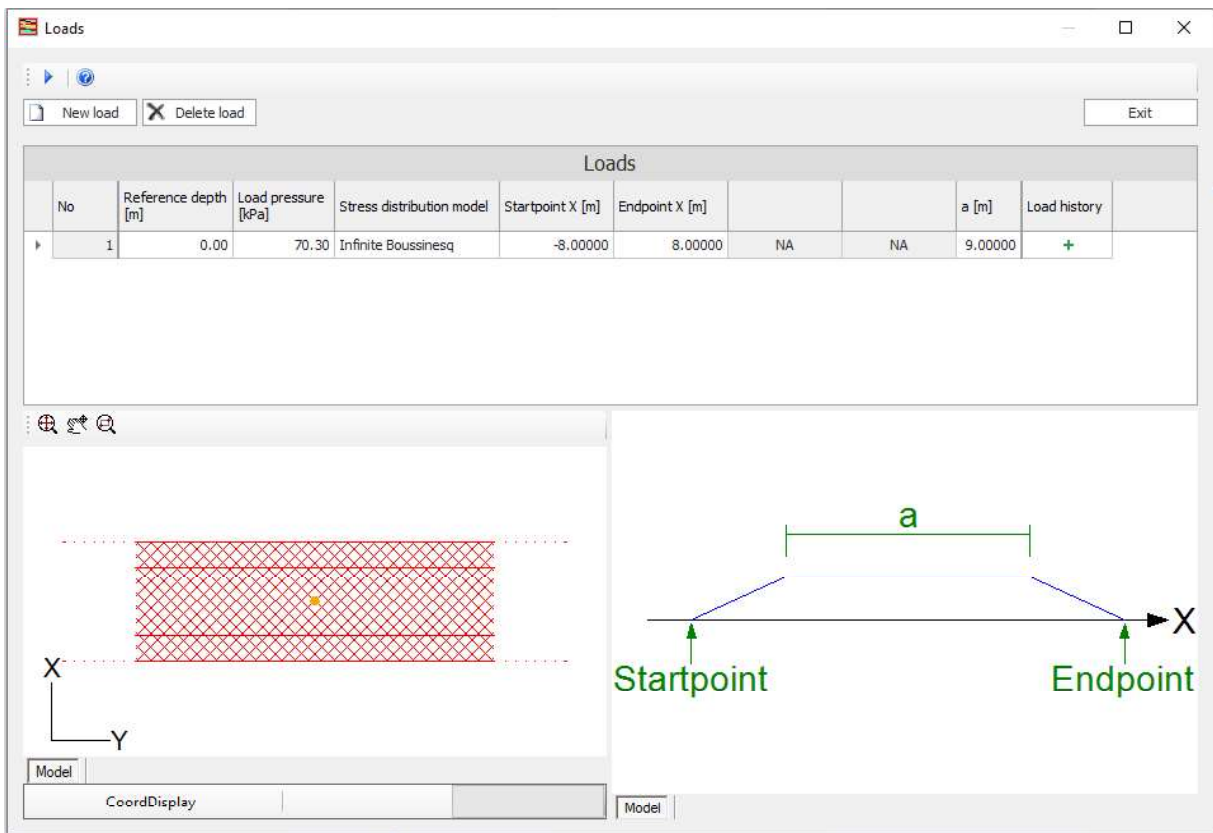 Loads
New load Delete load Exit
Loads
No Reference depth [m] Load pressure [kPa] Stress distribution model Startpoint X [m] Endpoint X [m] a [m] Load history
1 0.00 70.30 Infinite Boussinesq -8.00000 8.00000 NA NA 9.00000 +
a
X
Startpoint Endpoint
X
Y
Model
CoordDisplay
Model